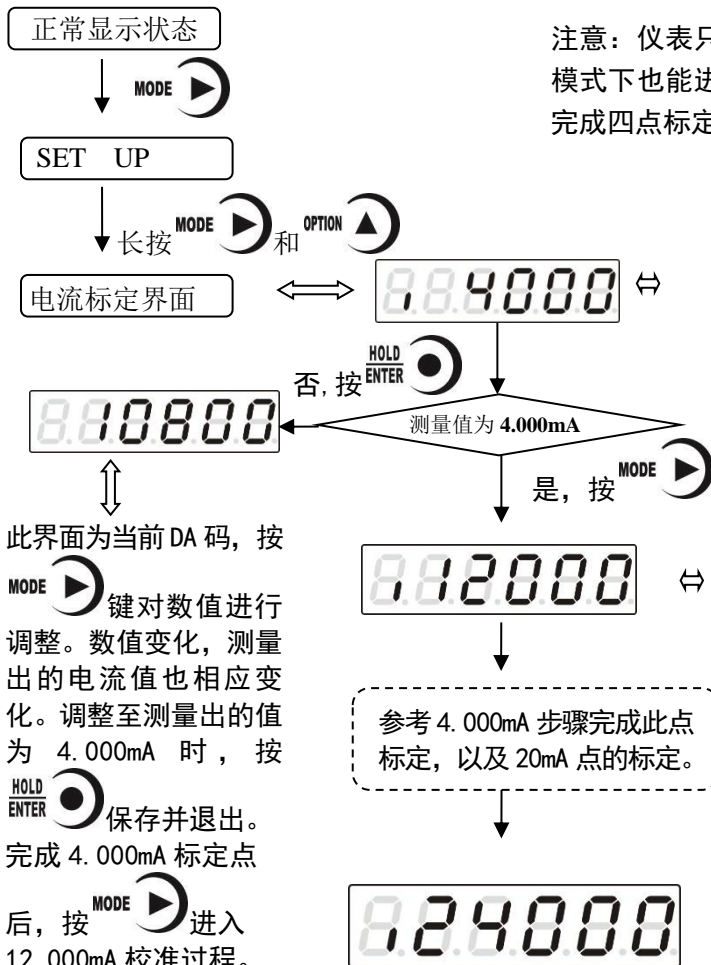 正常显示状态
注意：仪表只
模式下也能进
完成四点标定
MODE
SET UP
长按 MODE 和 OPTION
电流标定界面
i 4000
否,按 HOLD ENTER
10800
测量值为 4.000mA
是，按 MODE
此界面为当前 DA 码，按
MODE 键对数值进行
调整。数值变化，测量
出的电流值也相应变
化。调整至测量出的值
为 4.000mA 时，按
HOLD ENTER 保存并退出。
完成 4.000mA 标定点
后，按 MODE 进入
12.000mA 校准过程。
i 12000
参考 4.000mA 步骤完成此点
标定，以及 20mA 点的标定。
i24000